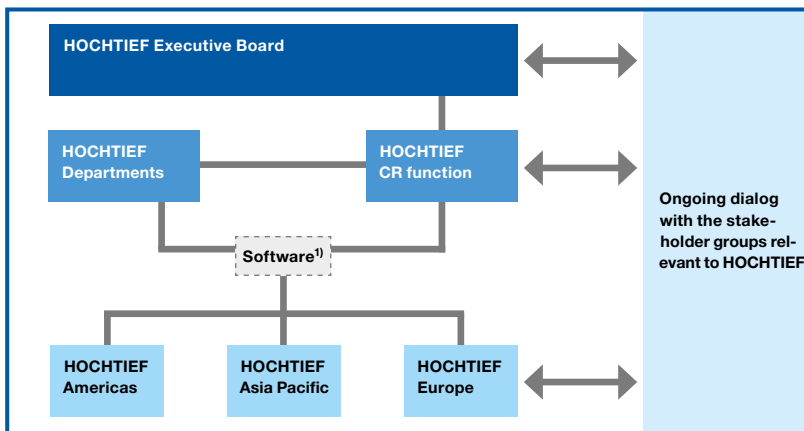 HOCHTIEF Executive Board
HOCHTIEF
Departments
HOCHTIEF
CR function
Software1)
HOCHTIEF
Americas
HOCHTIEF
Asia Pacific
HOCHTIEF
Europe
Ongoing dialog
with the stake-
holder groups rel-
evant to HOCHTIEF